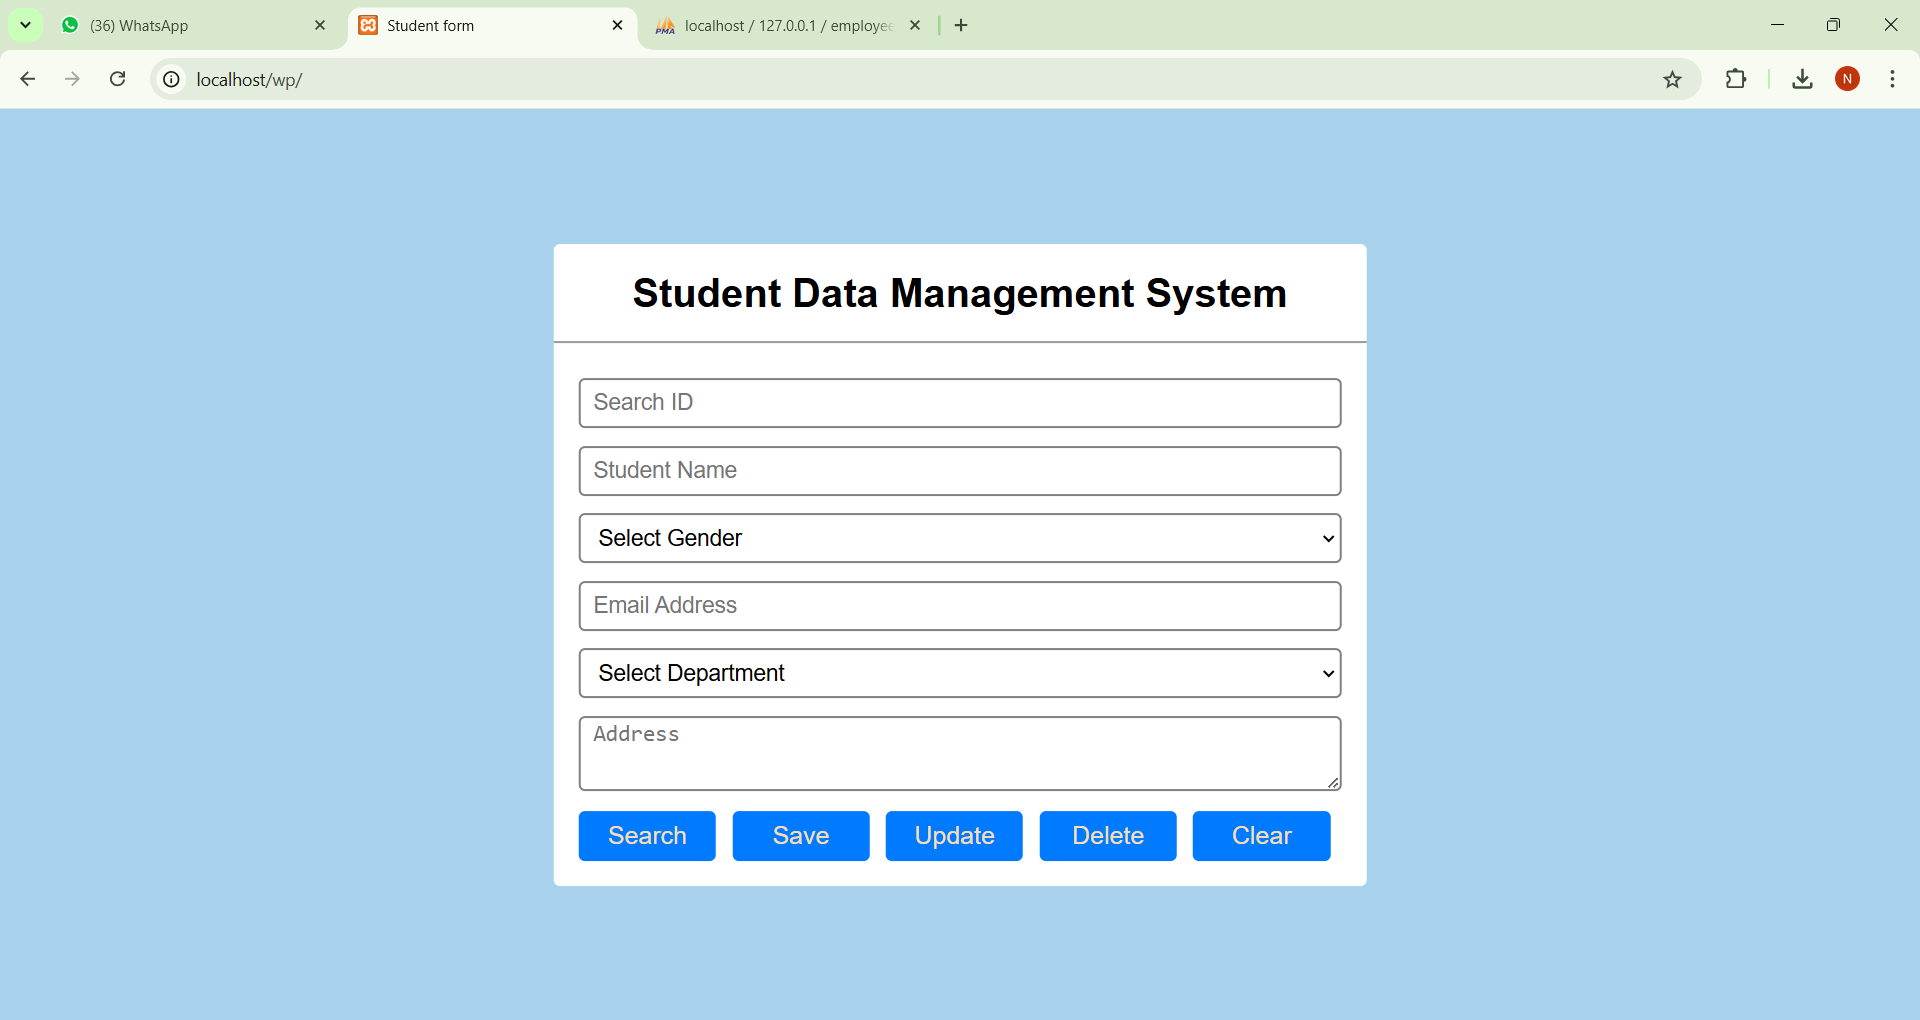 (36) WhatsApp
Student form
localhost / 127.0.0.1 / employee
localhost/wp/
N
Student Data Management System
Search ID
Student Name
Select Gender
Email Address
Select Department
Address
Search Save Update Delete Clear